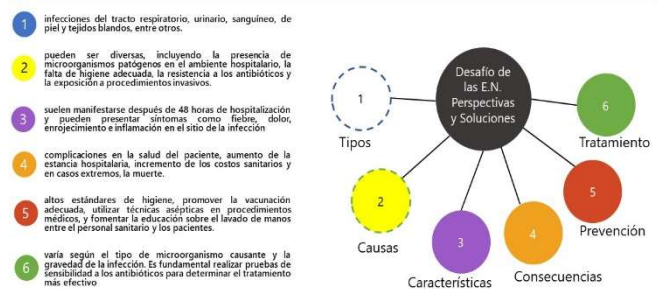 1
infecciones del tracto respiratorio, urinario, sanguíneo, de
piel y tejidos blandos, entre otros.
2
pueden ser diversas, incluyendo la presencia de
microorganismos patógenos en el ambiente hospitalario, la
falta de higiene adecuada, la resistencia a los antibióticos y
la exposición a procedimientos invasivos.
3
suelen manifestarse después de 48 horas de hospitalización
y pueden presentar síntomas como fiebre, dolor,
enrojecimiento e inflamación en el sitio de la infección
4
complicaciones en la salud del paciente, aumento de la
estancia hospitalaria, incremento de los costos sanitarios y
en casos extremos, la muerte.
5
altos estándares de higiene, promover la vacunación
adecuada, utilizar técnicas asépticas en procedimientos
médicos, y fomentar la educación sobre el lavado de manos
entre el personal sanitario y los pacientes.
6
varía según el tipo de microorganismo causante y la
gravedad de la infección. Es fundamental realizar pruebas de
sensibilidad a los antibióticos para determinar el tratamiento
más efectivo
Desafío de
las E.N.
Perspectivas
y Soluciones
1
Tipos
2
Causas
3
Características
4
Consecuencias
5
Prevención
6
Tratamiento